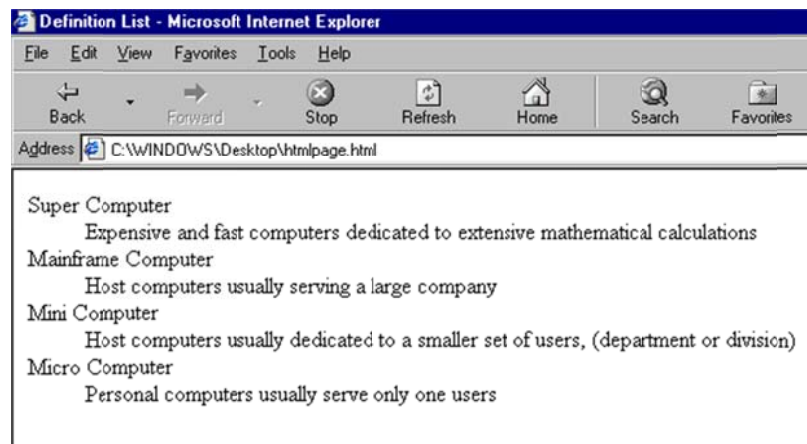 Definition List - Microsoft Internet Explorer
File Edit View Favorites Tools Help
Back Forward Stop Refresh Home Search Favorites
Address C:\WINDOWS\Desktop\htmlpage.html
Super Computer
Expensive and fast computers dedicated to extensive mathematical calculations
Mainframe Computer
Host computers usually serving a large company
Mini Computer
Host computers usually dedicated to a smaller set of users, (department or division)
Micro Computer
Personal computers usually serve only one users